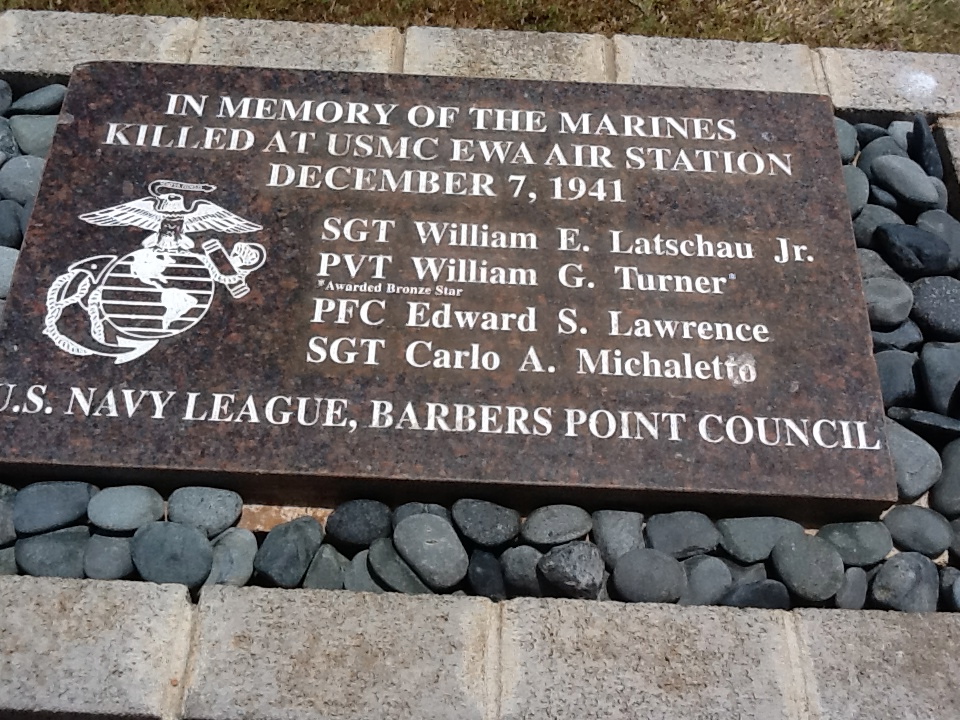 IN MEMORY OF THE MARINES
KILLED AT USMC EWA AIR STATION
DECEMBER 7, 1941
SGT William E. Latschau Jr.
PVT William G. Turner*
*Awarded Bronze Star
PFC Edward S. Lawrence
SGT Carlo A. Michaletto
U.S. NAVY LEAGUE, BARBERS POINT COUNCIL